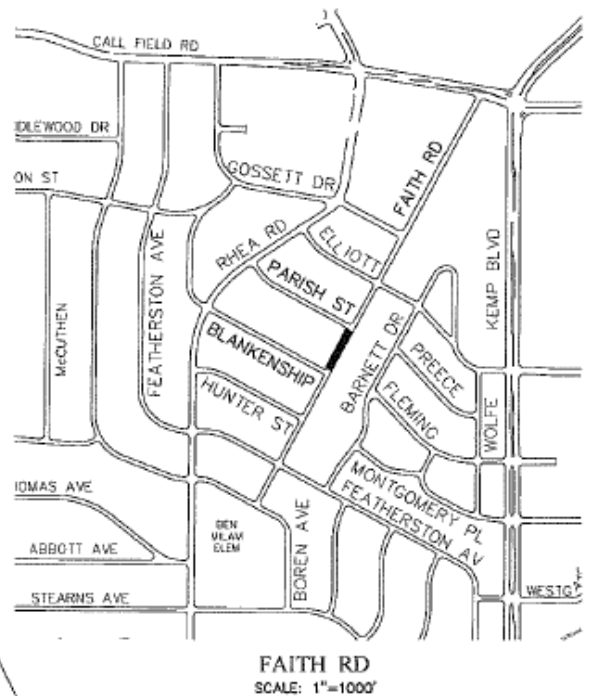 CALL FIELD RD
DLEWOOD DR
ON ST
GOSSETT DR
FAITH RD
RHEA RD
ELLIOTT
PARISH ST
KEMP BLVD
FEATHERSTON AVE
McCUTHEN
BLANKENSHIP
BARNETT DR
PREECE
HUNTER ST
FLEMING
WOLFE
MONTGOMERY PL
FEATHERSTON AV
OMAS AVE
BEN
MILAM
ELEM
BOREN AVE
ABBOTT AVE
STEARNS AVE
WESTG
FAITH RD
SCALE: 1"=1000'